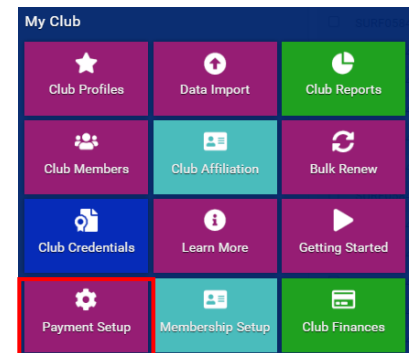 My Club
Club Profiles
Data Import
Club Reports
Club Members
Club Affiliation
Bulk Renew
Club Credentials
Learn More
Getting Started
Payment Setup
Membership Setup
Club Finances